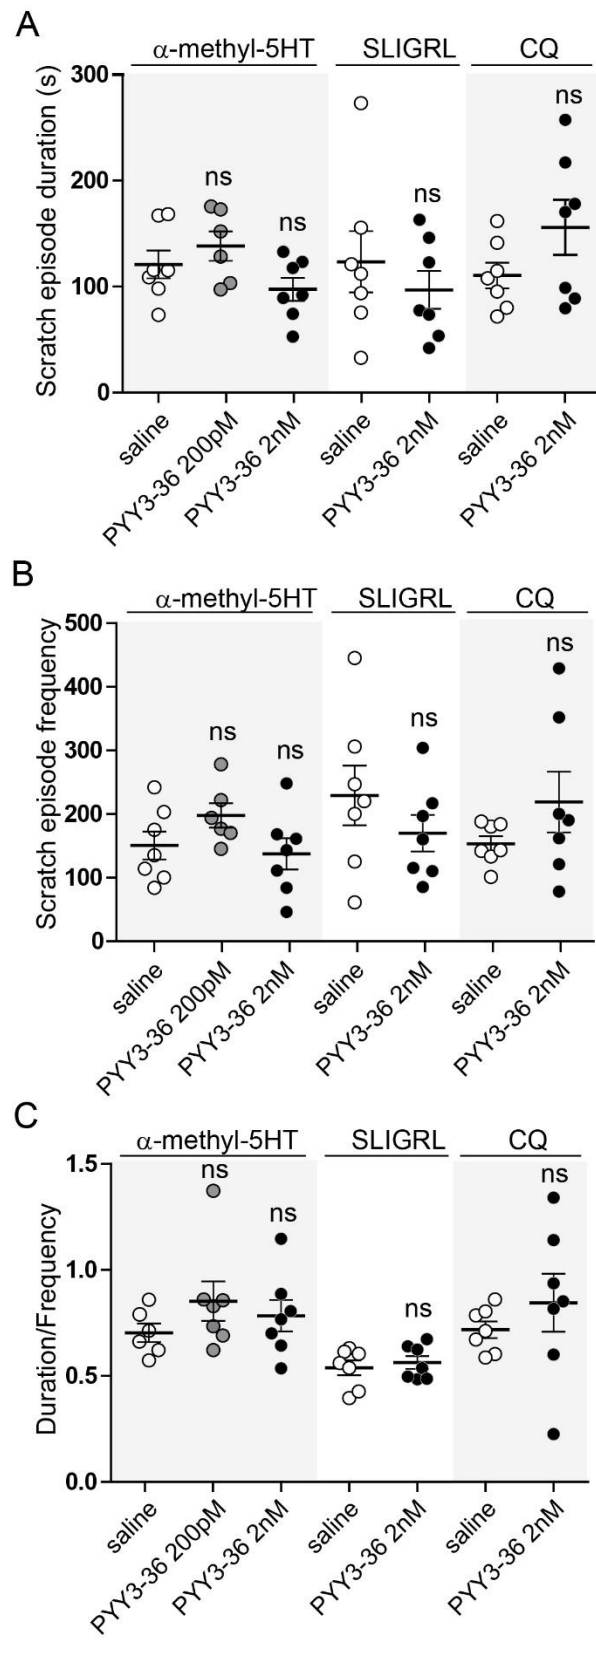 A
α-methyl-5HT SLIGRL CQ
Scratch episode duration (s)
300
200
100
0
ns
ns
ns
ns
saline
PYY3-36 200pM
PYY3-36 2nM
saline
PYY3-36 2nM
saline
PYY3-36 2nM
B
α-methyl-5HT SLIGRL CQ
Scratch episode frequency
500
400
300
200
100
0
ns
ns
ns
ns
saline
PYY3-36 200pM
PYY3-36 2nM
saline
PYY3-36 2nM
saline
PYY3-36 2nM
C
α-methyl-5HT SLIGRL CQ
Duration/Frequency
1.5
1.0
0.5
0.0
ns
ns
ns
ns
saline
PYY3-36 200pM
PYY3-36 2nM
saline
PYY3-36 2nM
saline
PYY3-36 2nM